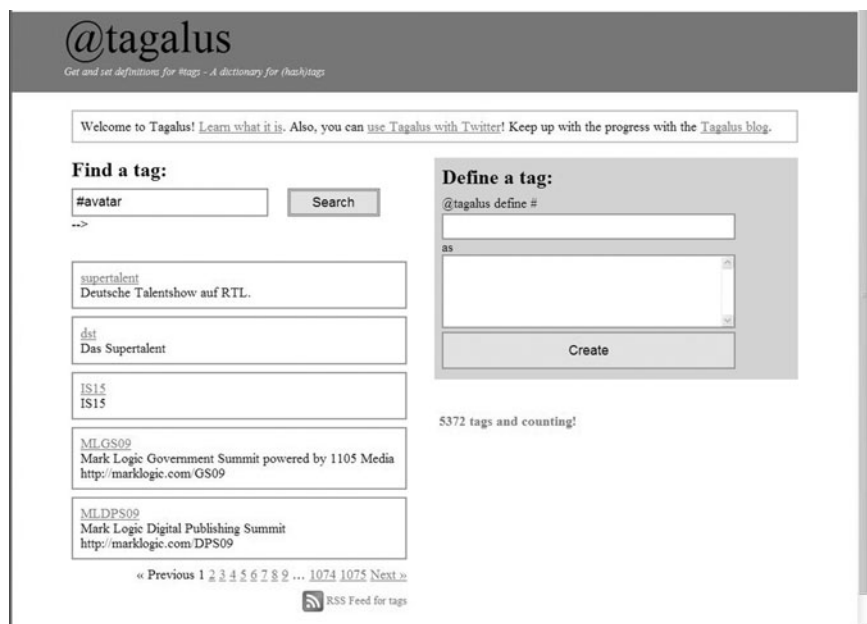 @tagalus
Get and set definitions for #tags - A dictionary for (hash)tags
Welcome to Tagalus! Learn what it is. Also, you can use Tagalus with Twitter! Keep up with the progress with the Tagalus blog.
Find a tag:
#avatar
Search
-->
supertalent
Deutsche Talentshow auf RTL.
dst
Das Supertalent
IS15
IS15
MLGS09
Mark Logic Government Summit powered by 1105 Media
http://marklogic.com/GS09
MLDPS09
Mark Logic Digital Publishing Summit
http://marklogic.com/DPS09
« Previous 1 2 3 4 5 6 7 8 9 ... 1074 1075 Next »
RSS Feed for tags
Define a tag:
@tagalus define #
as
Create
5372 tags and counting!